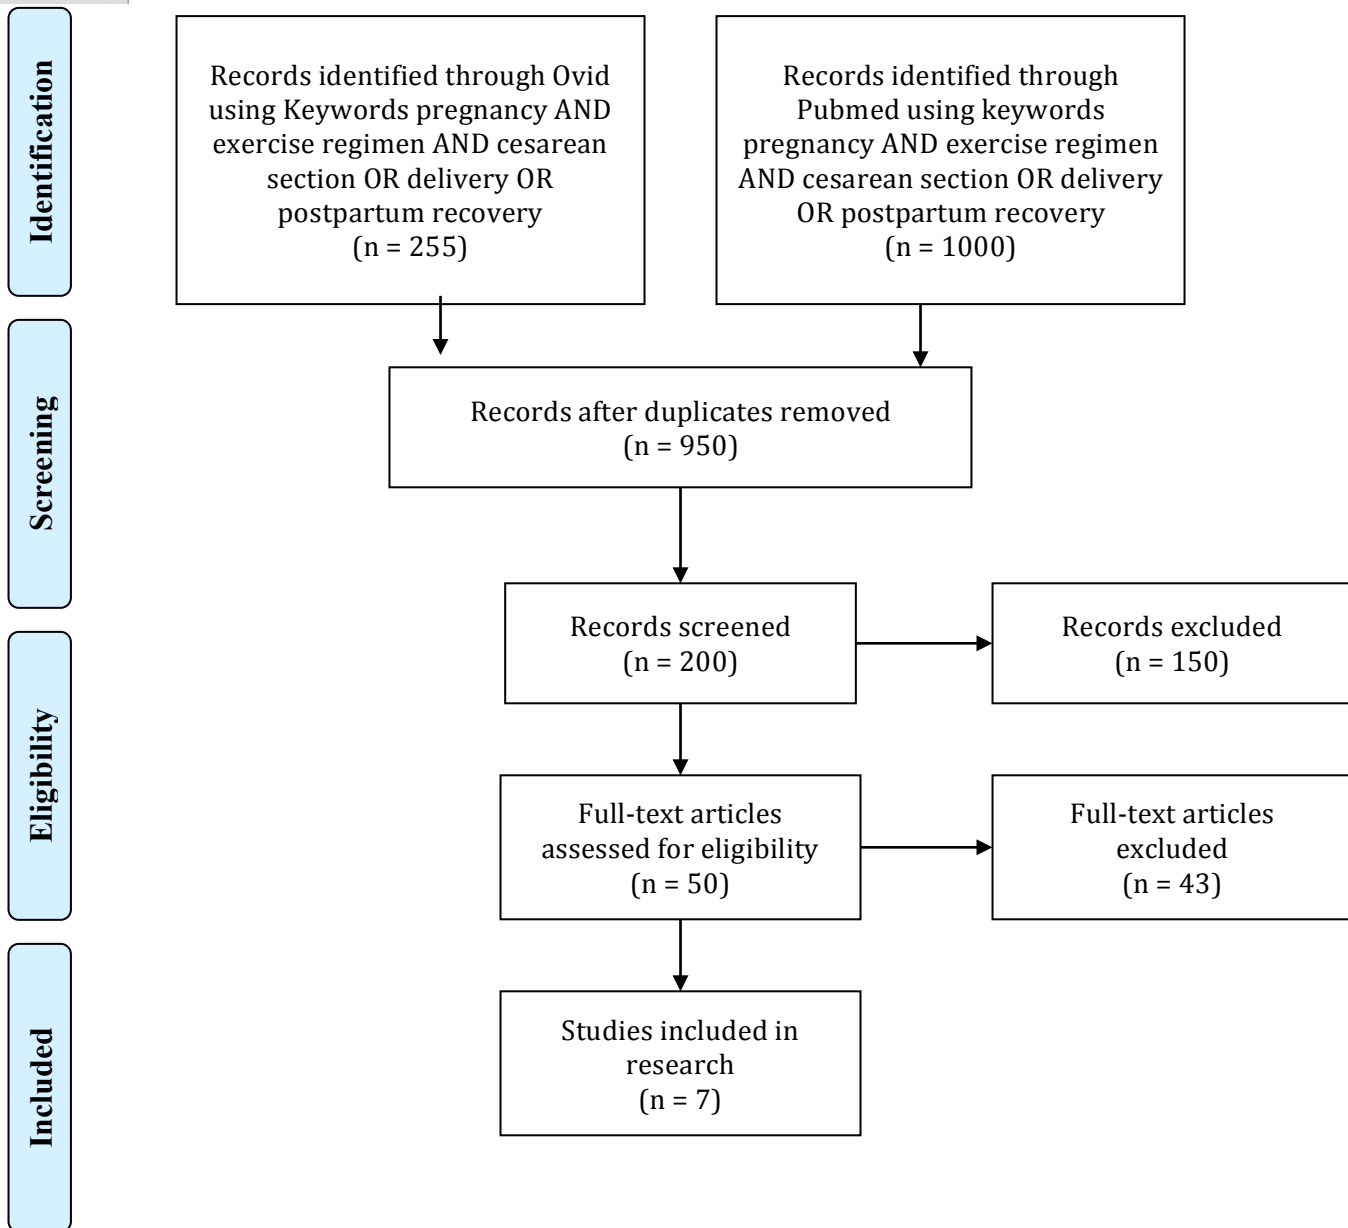 Identification
Records identified through Ovid
using Keywords pregnancy AND
exercise regimen AND cesarean
section OR delivery OR
postpartum recovery
(n = 255)
Records identified through
Pubmed using keywords
pregnancy AND exercise regimen
AND cesarean section OR delivery
OR postpartum recovery
(n = 1000)
Screening
Records after duplicates removed
(n = 950)
Records screened
(n = 200)
Records excluded
(n = 150)
Eligibility
Full-text articles
assessed for eligibility
(n = 50)
Full-text articles
excluded
(n = 43)
Included
Studies included in
research
(n = 7)